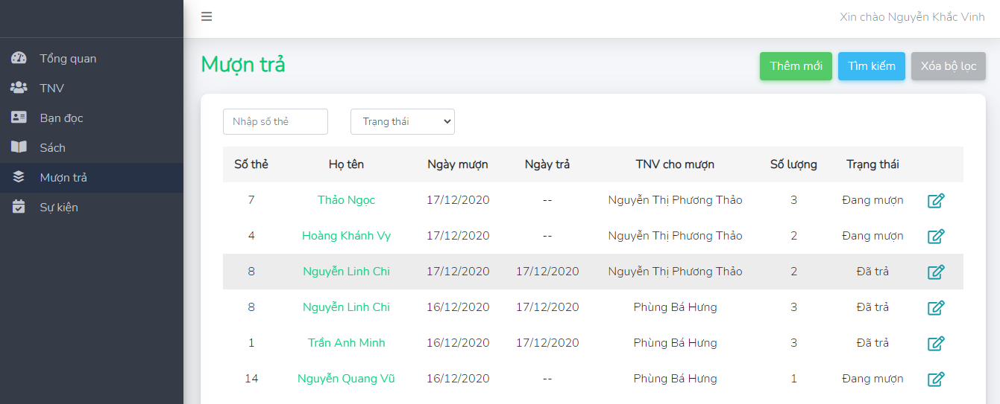 Xin chào Nguyễn Khắc Vinh
Tổng quan
TNV
Bạn đọc
Sách
Mượn trả
Sự kiện
Mượn trả
Thêm mới Tìm kiếm Xóa bộ lọc
Nhập số thẻ Trạng thái
Số thẻ Họ tên Ngày mượn Ngày trả TNV cho mượn Số lượng Trạng thái
7 Thảo Ngọc 17/12/2020 -- Nguyễn Thị Phương Thảo 3 Đang mượn
4 Hoàng Khánh Vy 17/12/2020 -- Nguyễn Thị Phương Thảo 2 Đang mượn
8 Nguyễn Linh Chi 17/12/2020 17/12/2020 Nguyễn Thị Phương Thảo 2 Đã trả
8 Nguyễn Linh Chi 16/12/2020 17/12/2020 Phùng Bá Hưng 3 Đã trả
1 Trần Anh Minh 16/12/2020 17/12/2020 Phùng Bá Hưng 3 Đã trả
14 Nguyễn Quang Vũ 16/12/2020 -- Phùng Bá Hưng 1 Đang mượn